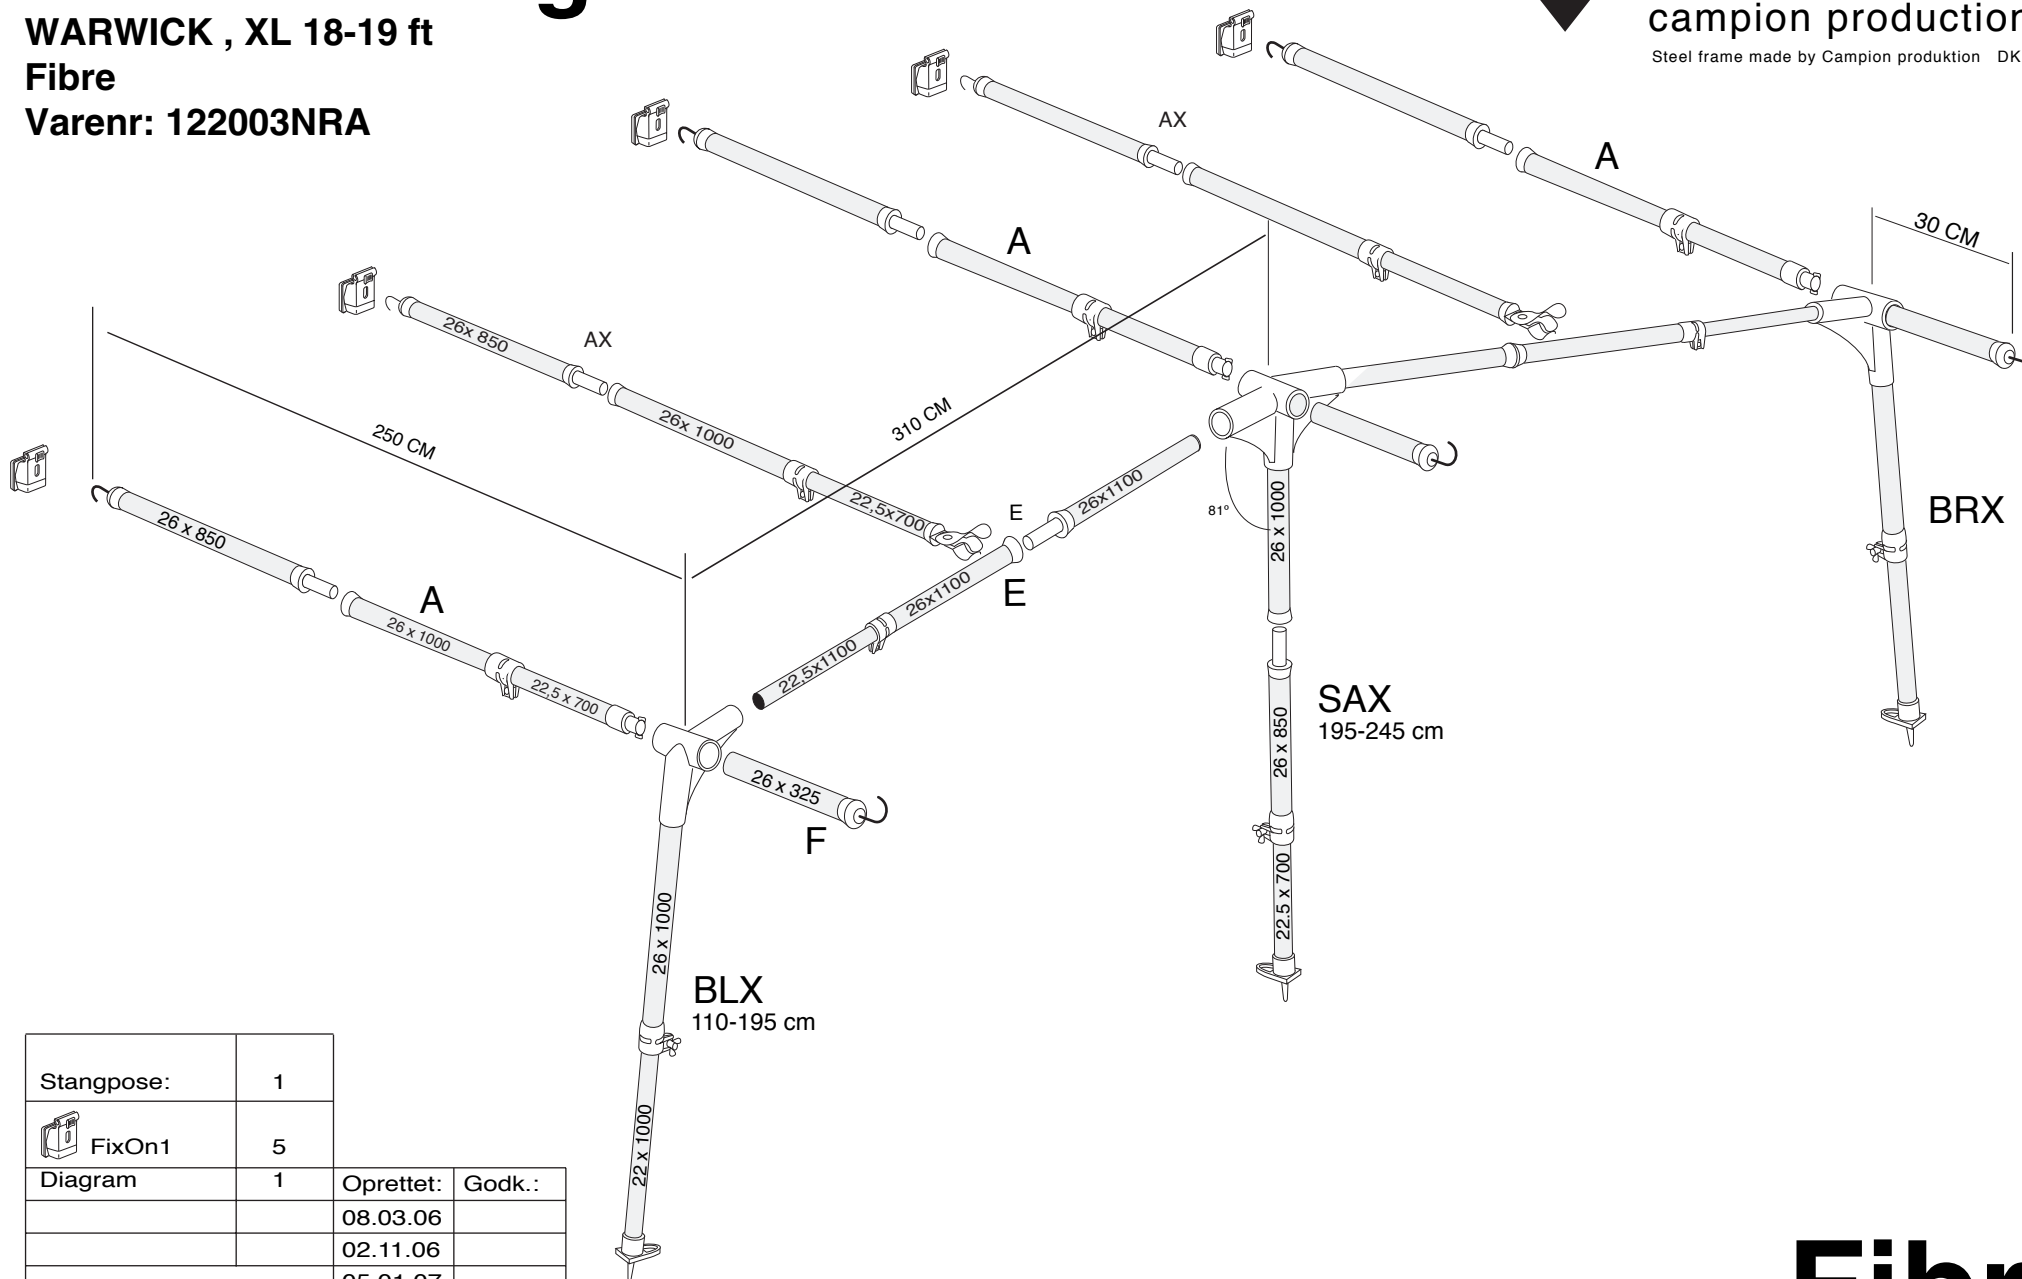 WARWICK , XL 18-19 ft
Fibre
Varenr: 122003NRA
campion production
Steel frame made by Campion produktion DK
AX
A
30 CM
A
26x 850
AX
26x 1000
22,5x700
250 CM
310 CM
26 x 850
A
26 x 1000
22,5 x 700
E
26x1100
E
26x1100
22,5x1100
81º
26 x 1000
BRX
SAX
195-245 cm
26 x 850
22.5 x 700
26 x 325
F
26 x 1000
BLX
110-195 cm
22 x 1000
Stangpose: 1
FixOn1 5
Diagram 1 Oprettet: Godk.:
08.03.06
02.11.06